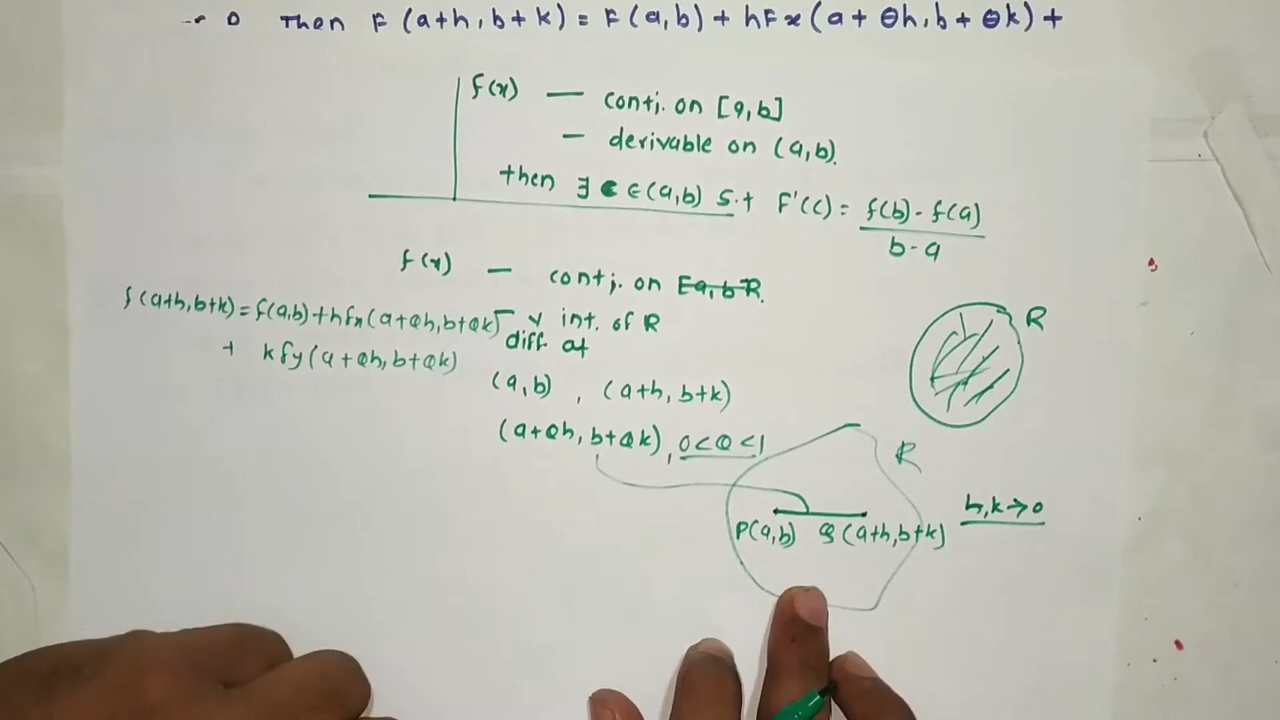 0 Then F (a+h, b+k) = F (a,b) + hFx (a + θh, b + θk) +
f(x) — conti. on [a,b]
— derivable on (a,b).
then ∃ c ∈ (a,b) s.t F'(c) = f(b) - f(a) / b - a
f(x) — conti. on [a,b R.
f(a+h, b+k) = f(a,b) + hfx(a+θh, b+θk)
+ kfy(a+θh, b+θk)
— ∀ int. of R
diff. at
(a,b) , (a+h, b+k)
(a+θh, b+θk), 0<θ<1
R
R
P(a,b) Q(a+h, b+k)
h,k→0